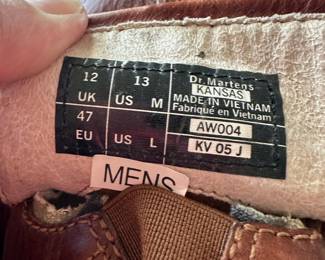 12 UK
13 US M
47 EU
US L
Dr. Martens
KANSAS
MADE IN VIETNAM
Fabriqué en Vietnam
AW004
KV 05 J
MENS